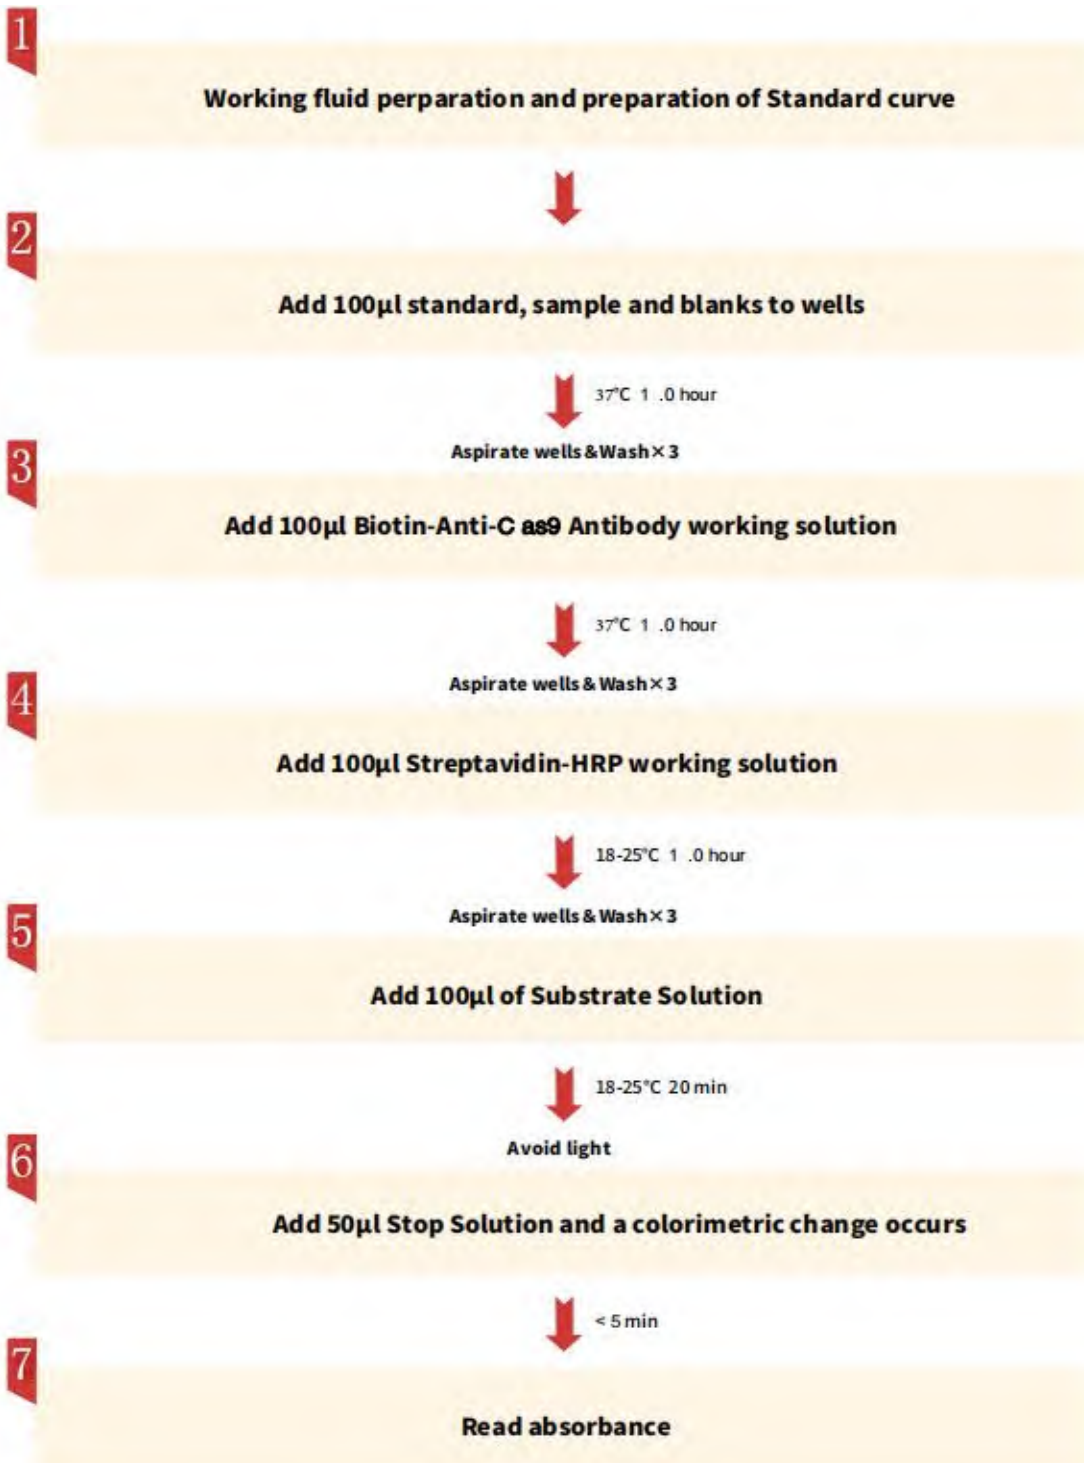 1
Working fluid perparation and preparation of Standard curve
2
Add 100μl standard, sample and blanks to wells
37°C 1 .0 hour
Aspirate wells&Wash×3
3
Add 100μl Biotin-Anti-C as9 Antibody working solution
37°C 1 .0 hour
Aspirate wells&Wash×3
4
Add 100μl Streptavidin-HRP working solution
18-25°C 1 .0 hour
Aspirate wells&Wash×3
5
Add 100μl of Substrate Solution
18-25°C 20 min
Avoid light
6
Add 50μl Stop Solution and a colorimetric change occurs
< 5 min
7
Read absorbance